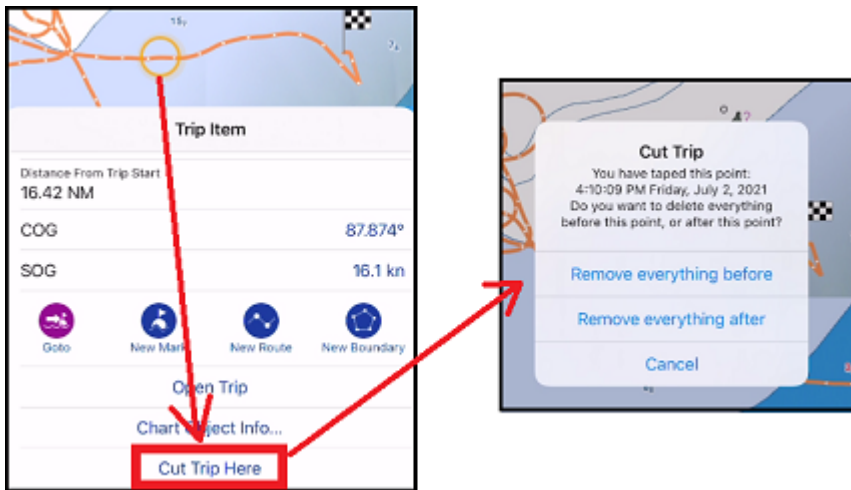 15₇
7₆
Trip Item
Distance From Trip Start
16.42 NM
COG
87.874°
SOG
16.1 kn
Goto
New Mark
New Route
New Boundary
Open Trip
Chart Object Info...
Cut Trip Here
Cut Trip
You have taped this point:
4:10:09 PM Friday, July 2, 2021
Do you want to delete everything
before this point, or after this point?
Remove everything before
Remove everything after
Cancel